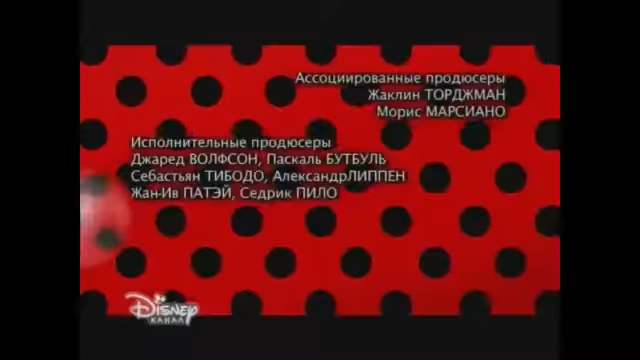 Ассоциированные продюсеры
Жаклин ТОРДЖМАН
Морис МАРСИАНО
Исполнительные продюсеры
Джаред ВОЛФСОН, Паскаль БУТБУЛЬ
Себастьян ТИБОДО, АлександрЛИППЕН
Жан-Ив ПАТЭЙ, Седрик ПИЛО
Disney
КАНАЛ